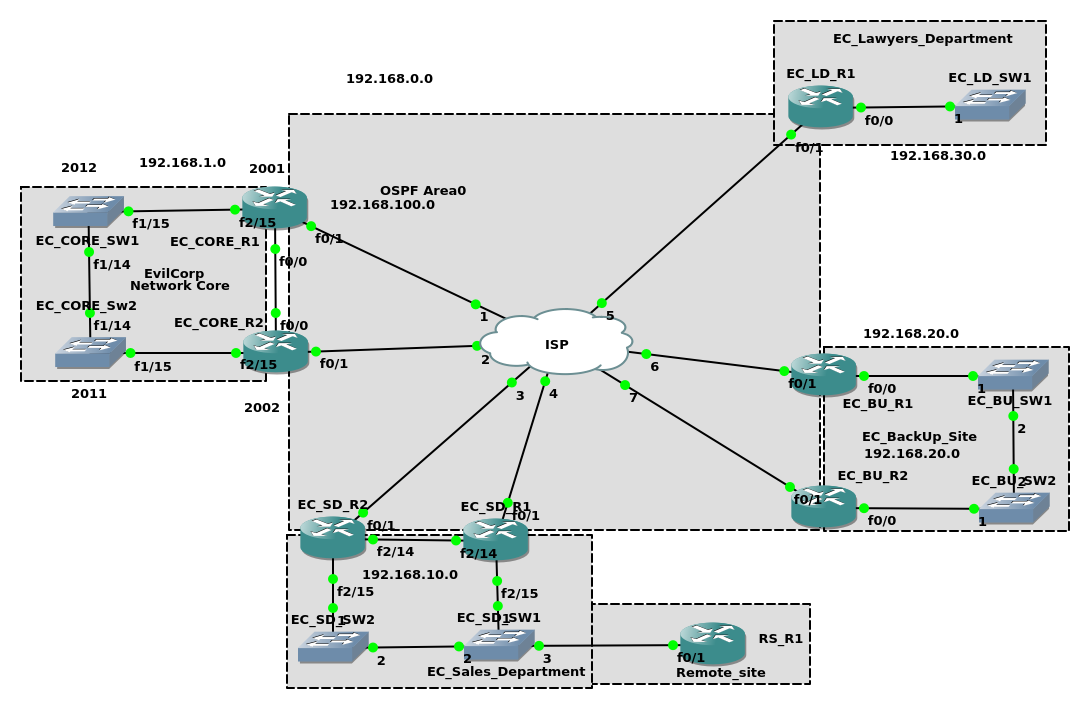 EC_Lawyers_Department
EC_LD_R1
EC_LD_SW1
192.168.0.0
f0/0
1
f0/1
192.168.30.0
2012
192.168.1.0
2001
OSPF Area0
192.168.100.0
f1/15
f2/15
EC_CORE_SW1
EC_CORE_R1
f0/1
f1/14
f0/0
EvilCorp
Network Core
EC_CORE_Sw2
f1/14
EC_CORE_R2
f0/0
1
5
ISP
2
f1/15
f2/15
f0/1
2011
2002
3
4
6
7
192.168.20.0
f0/1
f0/0
1
EC_BU_R1
EC_BU_SW1
2
EC_BackUp_Site
192.168.20.0
EC_BU_R2
EC_BU_SW2
2
f0/1
f0/0
1
EC_SD_R2
EC_SD_R1
f0/1
f0/1
f2/14
f2/14
192.168.10.0
f2/15
f2/15
EC_SD_SW2
1
EC_SD_SW1
1
2
2
3
EC_Sales_Department
f0/1
RS_R1
Remote_site